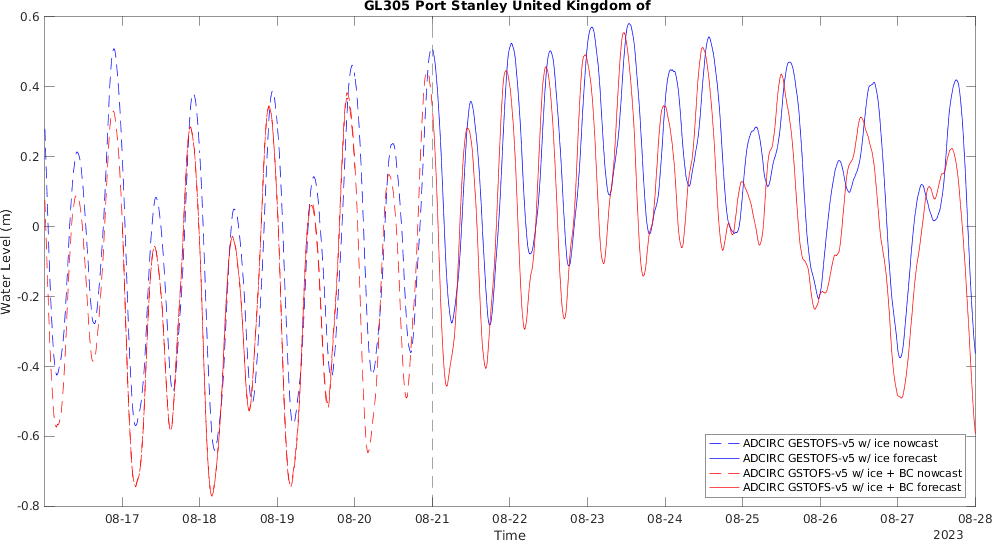 GL305 Port Stanley United Kingdom of
0.6
0.4
0.2
0
-0.2
-0.4
-0.6
-0.8
Water Level (m)
ADCIRC GESTOFS-v5 w/ ice nowcast
ADCIRC GESTOFS-v5 w/ ice forecast
ADCIRC GSTOFS-v5 w/ ice + BC nowcast
ADCIRC GSTOFS-v5 w/ ice + BC forecast
08-17 08-18 08-19 08-20 08-21 08-22 08-23 08-24 08-25 08-26 08-27 08-28
Time
2023